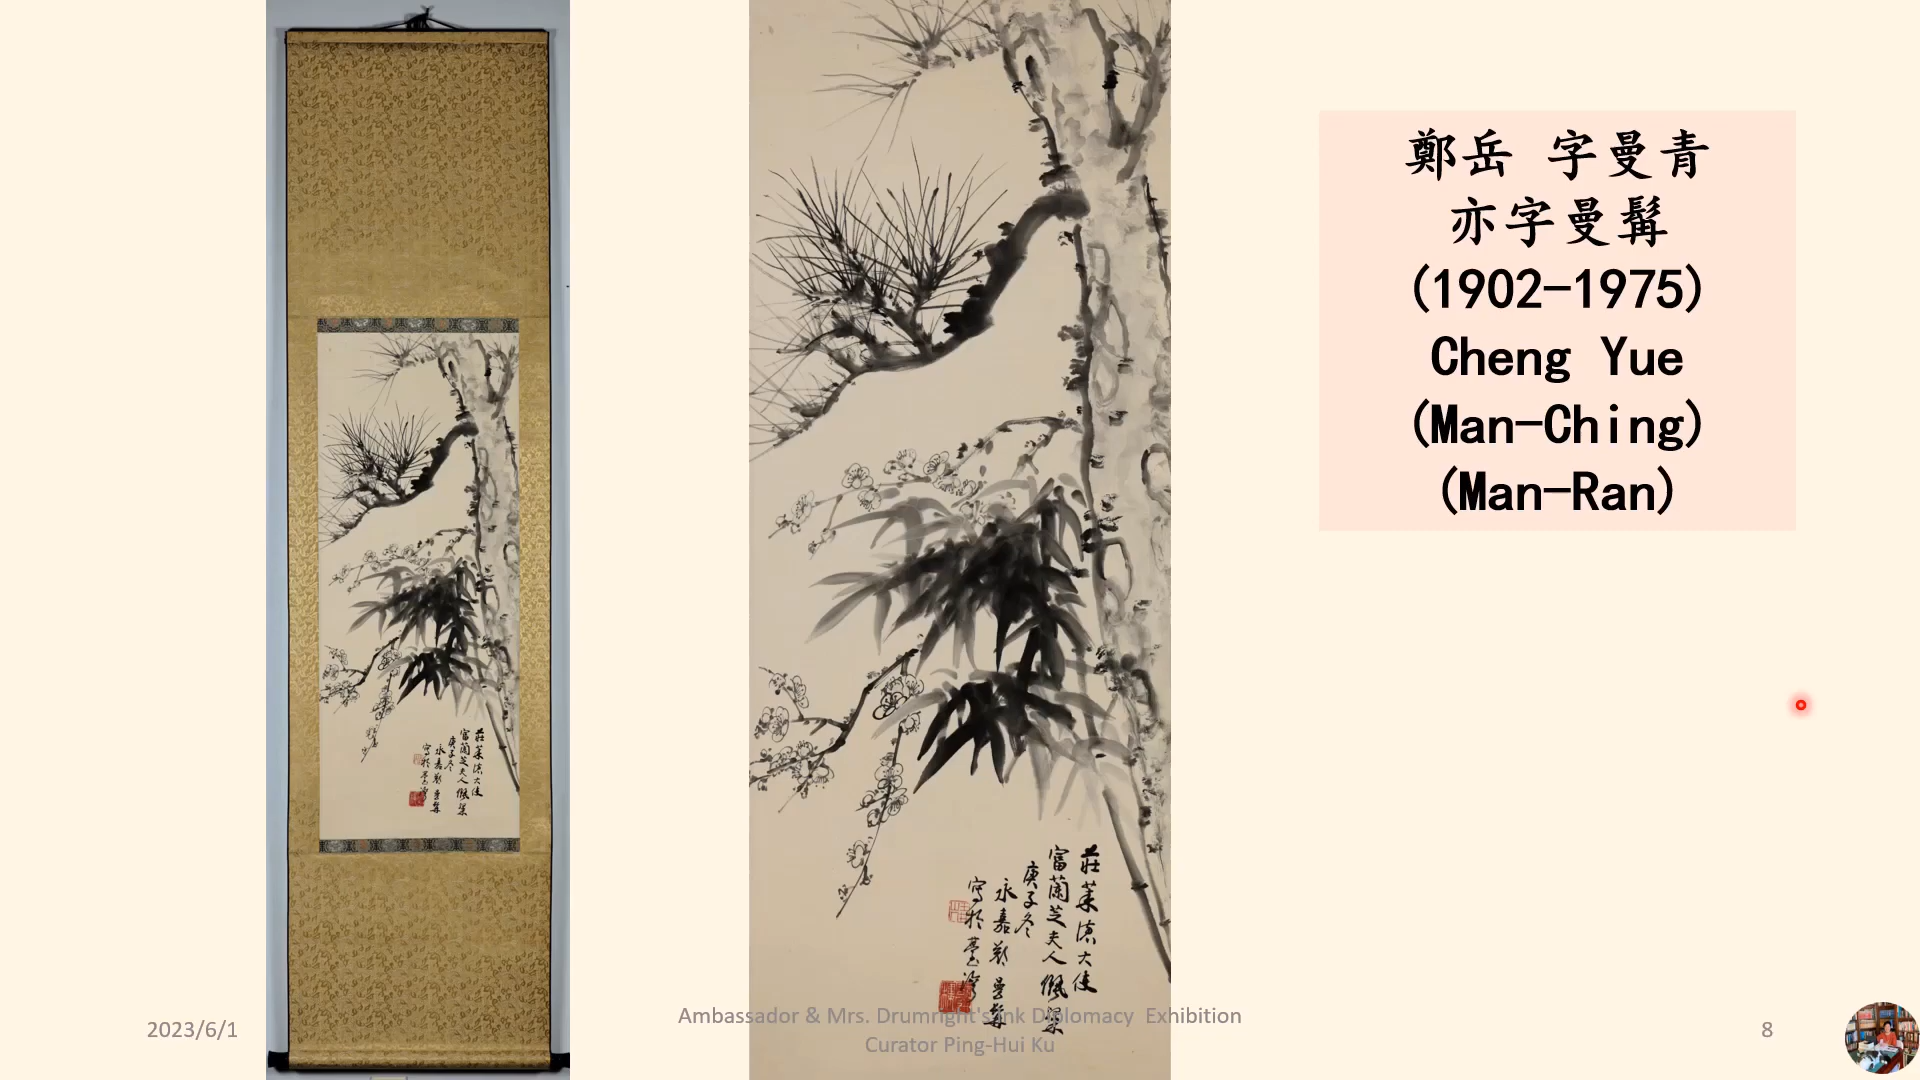 鄭岳 字曼青
亦字曼髯
(1902-1975)
Cheng Yue
(Man-Ching)
(Man-Ran)
莊萊德大使
富蘭芝夫人儷粲
庚子冬
永嘉鄭曼髯
寫於臺灣
2023/6/1
Ambassador & Mrs. Drumright's Ink Diplomacy Exhibition
Curator Ping-Hui Ku
8